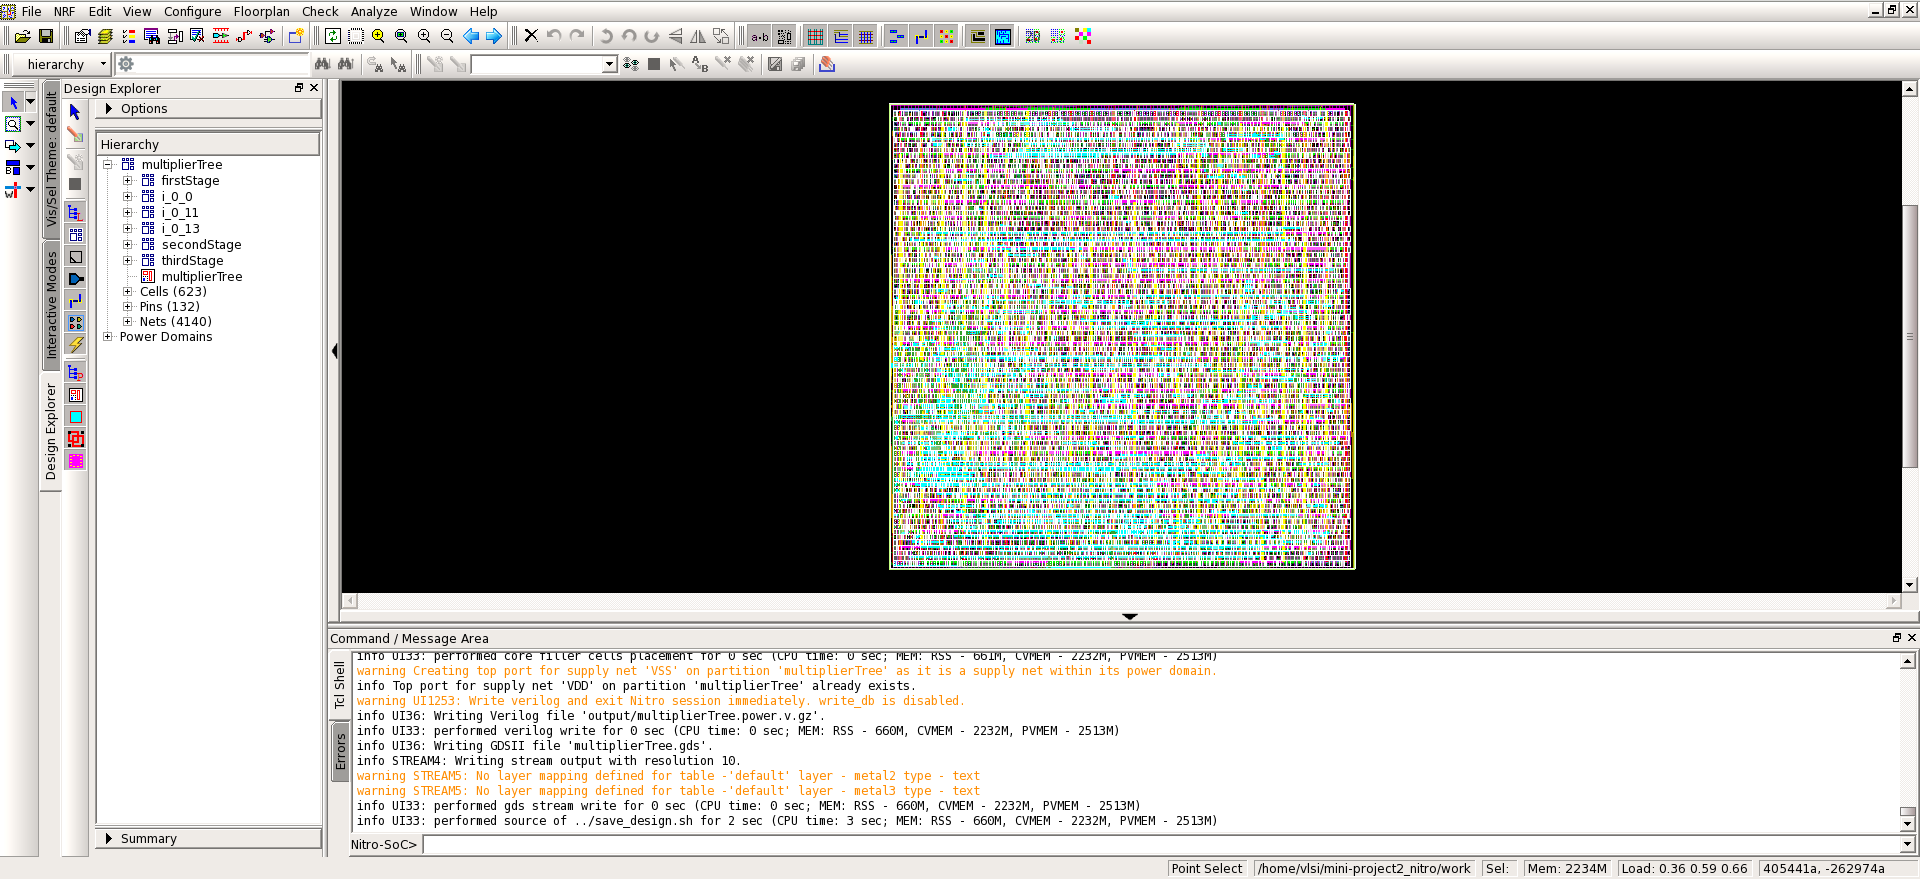 File NRF Edit View Configure Floorplan Check Analyze Window Help
hierarchy
Design Explorer
Options
Vis/Sel Theme: default
Interactive Modes
Design Explorer
Hierarchy
multiplierTree
firstStage
i_0_0
i_0_11
i_0_13
secondStage
thirdStage
multiplierTree
Cells (623)
Pins (132)
Nets (4140)
Power Domains
Summary
Command / Message Area
Tcl Shell
Errors
info UI33: performed core filler cells placement for 0 sec (CPU time: 0 sec; MEM: RSS - 661M, CVMEM - 2232M, PVMEM - 2513M)
warning Creating top port for supply net 'VSS' on partition 'multiplierTree' as it is a supply net within its power domain.
info Top port for supply net 'VDD' on partition 'multiplierTree' already exists.
warning UI1253: Write verilog and exit Nitro session immediately. write_db is disabled.
info UI36: Writing Verilog file 'output/multiplierTree.power.v.gz'.
info UI33: performed verilog write for 0 sec (CPU time: 0 sec; MEM: RSS - 660M, CVMEM - 2232M, PVMEM - 2513M)
info UI36: Writing GDSII file 'multiplierTree.gds'.
info STREAM4: Writing stream output with resolution 10.
warning STREAM5: No layer mapping defined for table -'default' layer - metal2 type - text
warning STREAM5: No layer mapping defined for table -'default' layer - metal3 type - text
info UI33: performed gds stream write for 0 sec (CPU time: 0 sec; MEM: RSS - 660M, CVMEM - 2232M, PVMEM - 2513M)
info UI33: performed source of ../save_design.sh for 2 sec (CPU time: 3 sec; MEM: RSS - 660M, CVMEM - 2232M, PVMEM - 2513M)
Nitro-SoC>
Point Select /home/vlsi/mini-project2_nitro/work Sel: Mem: 2234M Load: 0.36 0.59 0.66 405441a, -262974a